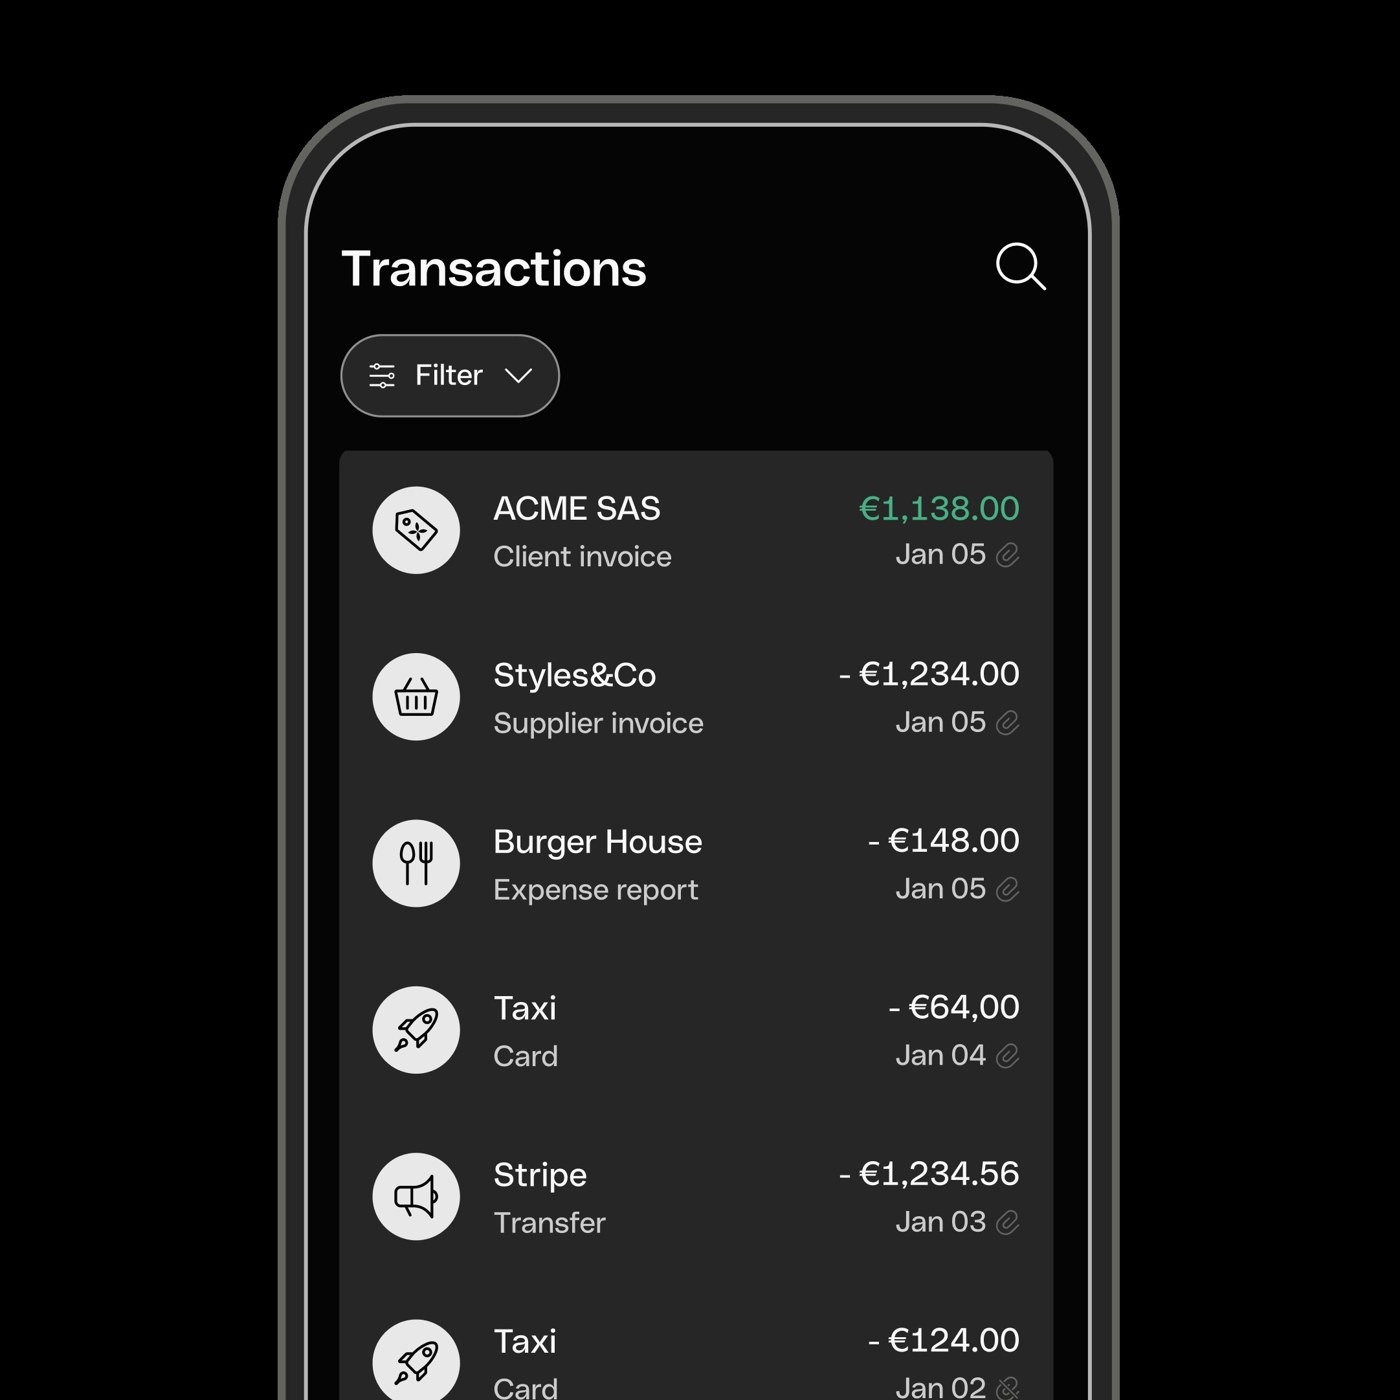 Transactions
Filter
ACME SAS €1,138.00
Client invoice Jan 05
Styles&Co - €1,234.00
Supplier invoice Jan 05
Burger House - €148.00
Expense report Jan 05
Taxi - €64,00
Card Jan 04
Stripe - €1,234.56
Transfer Jan 03
Taxi - €124.00
Card Jan 02